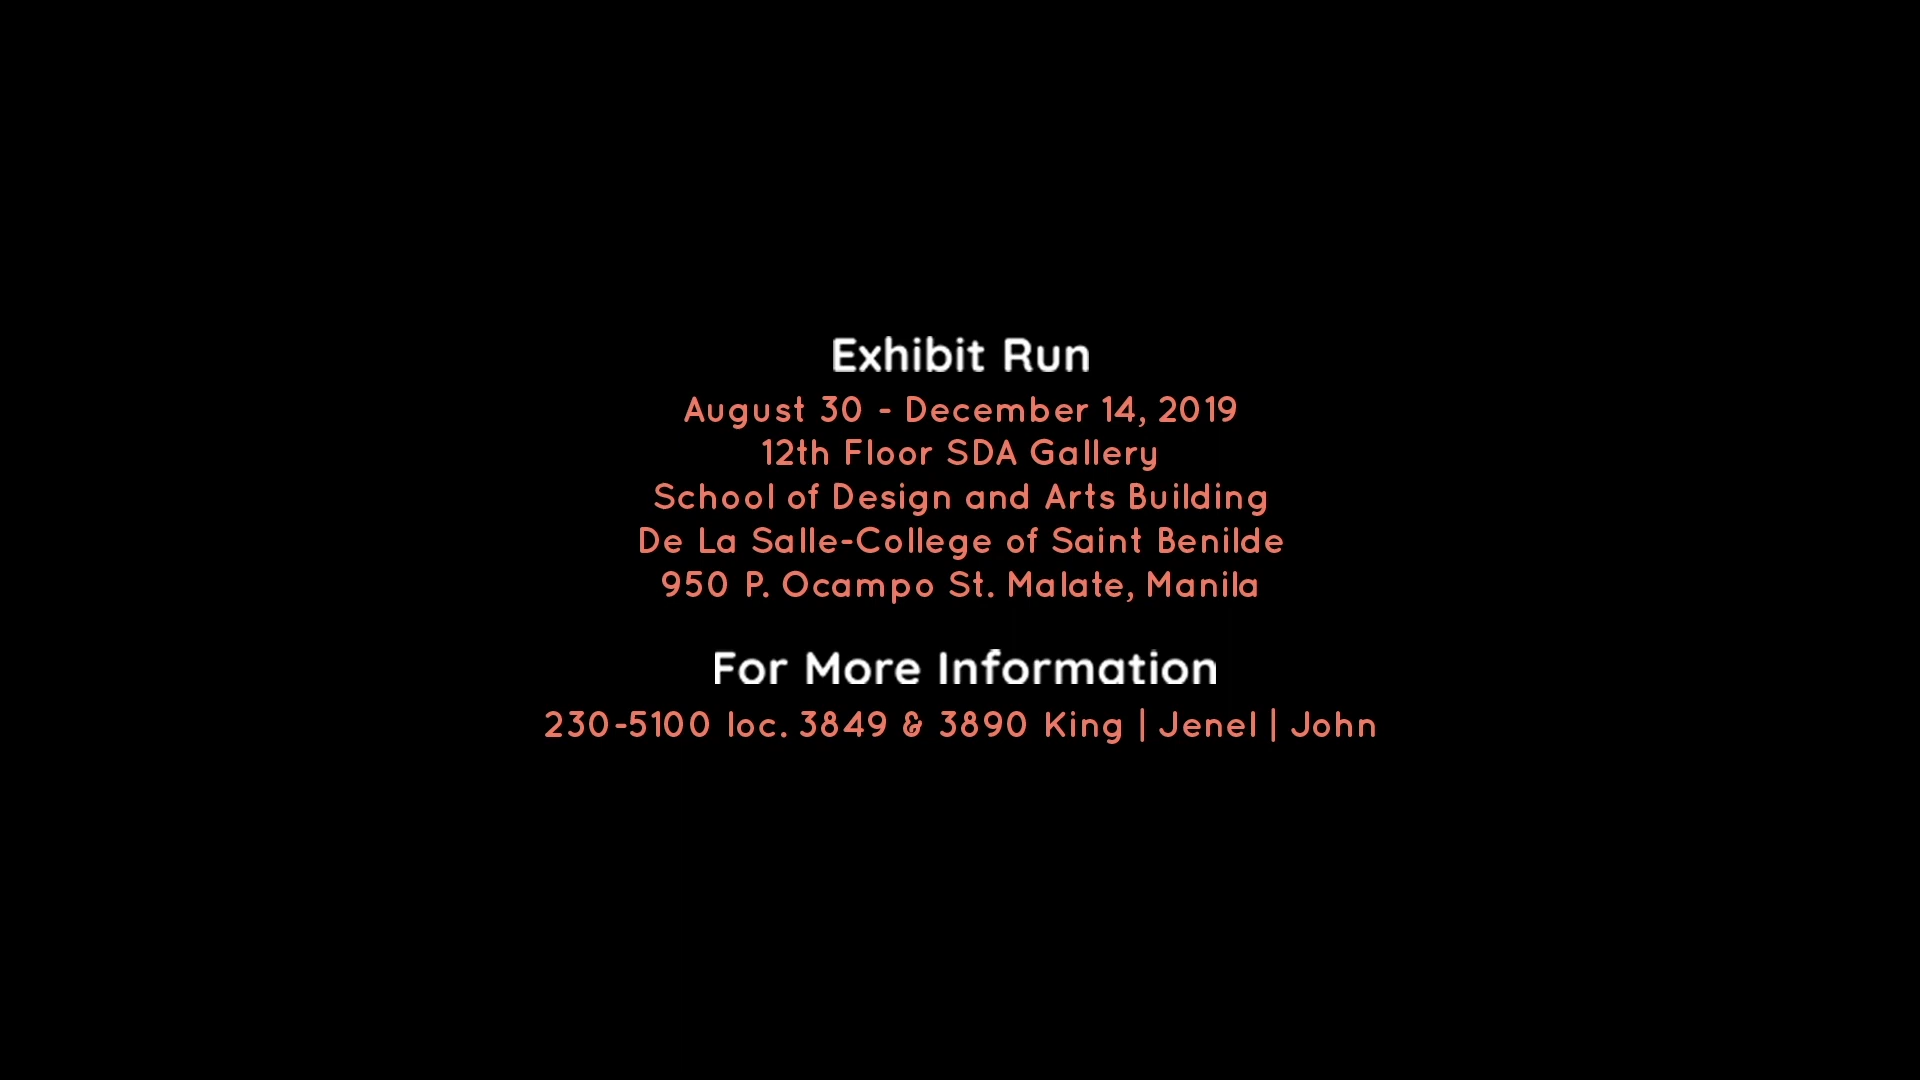 Exhibit Run
August 30 - December 14, 2019
12th Floor SDA Gallery
School of Design and Arts Building
De La Salle-College of Saint Benilde
950 P. Ocampo St. Malate, Manila
For More Information
230-5100 loc. 3849 & 3890 King | Jenel | John